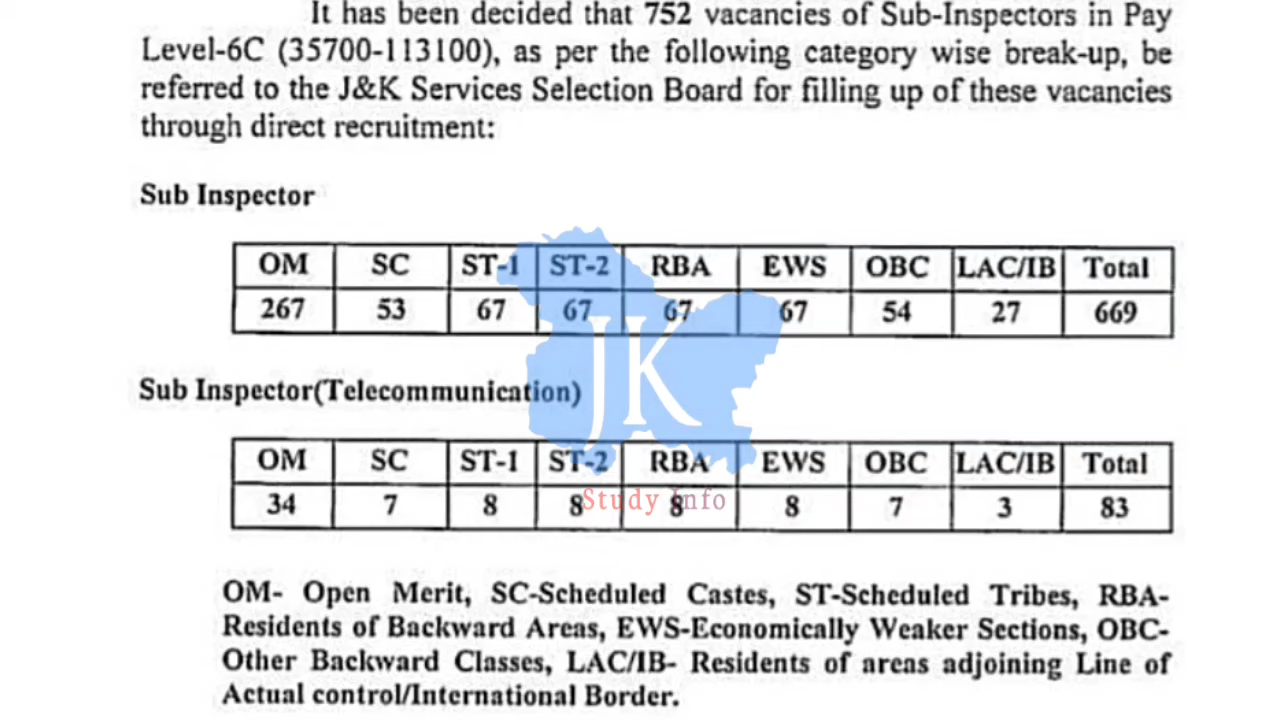 It has been decided that 752 vacancies of Sub-Inspectors in Pay
Level-6C (35700-113100), as per the following category wise break-up, be
referred to the J&K Services Selection Board for filling up of these vacancies
through direct recruitment:
Sub Inspector
OM SC ST-1 ST-2 RBA EWS OBC LAC/IB Total
267 53 67 67 67 67 54 27 669
JK
Sub Inspector(Telecommunication)
OM SC ST-1 ST-2 RBA EWS OBC LAC/IB Total
34 7 8 8 8 8 7 3 83
Study Info
OM- Open Merit, SC-Scheduled Castes, ST-Scheduled Tribes, RBA-
Residents of Backward Areas, EWS-Economically Weaker Sections, OBC-
Other Backward Classes, LAC/IB- Residents of areas adjoining Line of
Actual control/International Border.